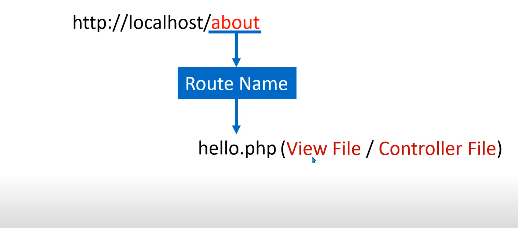 http://localhost/about
Route Name
hello.php (View File / Controller File)